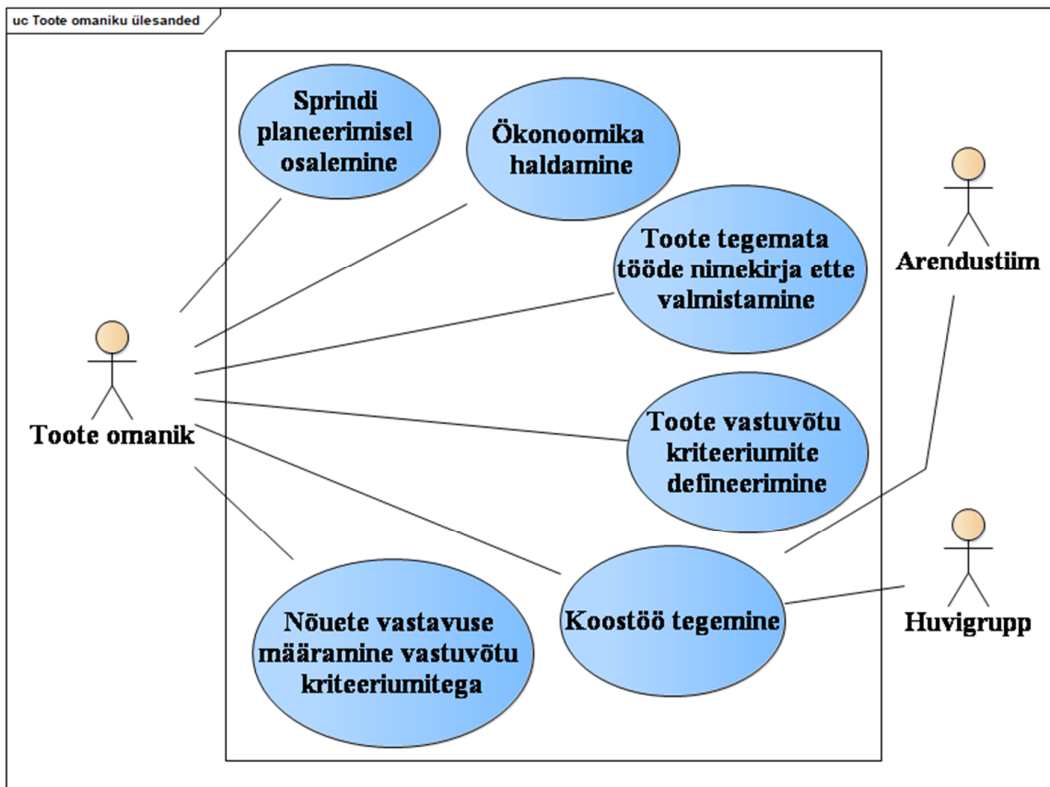 uc Toote omaniku ülesanded
Sprindi
planeerimisel
osalemine
Ökonoomika
haldamine
Toote tegemata
tööde nimekirja ette
valmistamine
Arendustiim
Toote omanik
Toote vastuvõtu
kriteeriumite
defineerimine
Nõuete vastavuse
määramine vastuvõtu
kriteeriumitega
Koostöö tegemine
Huvigrupp